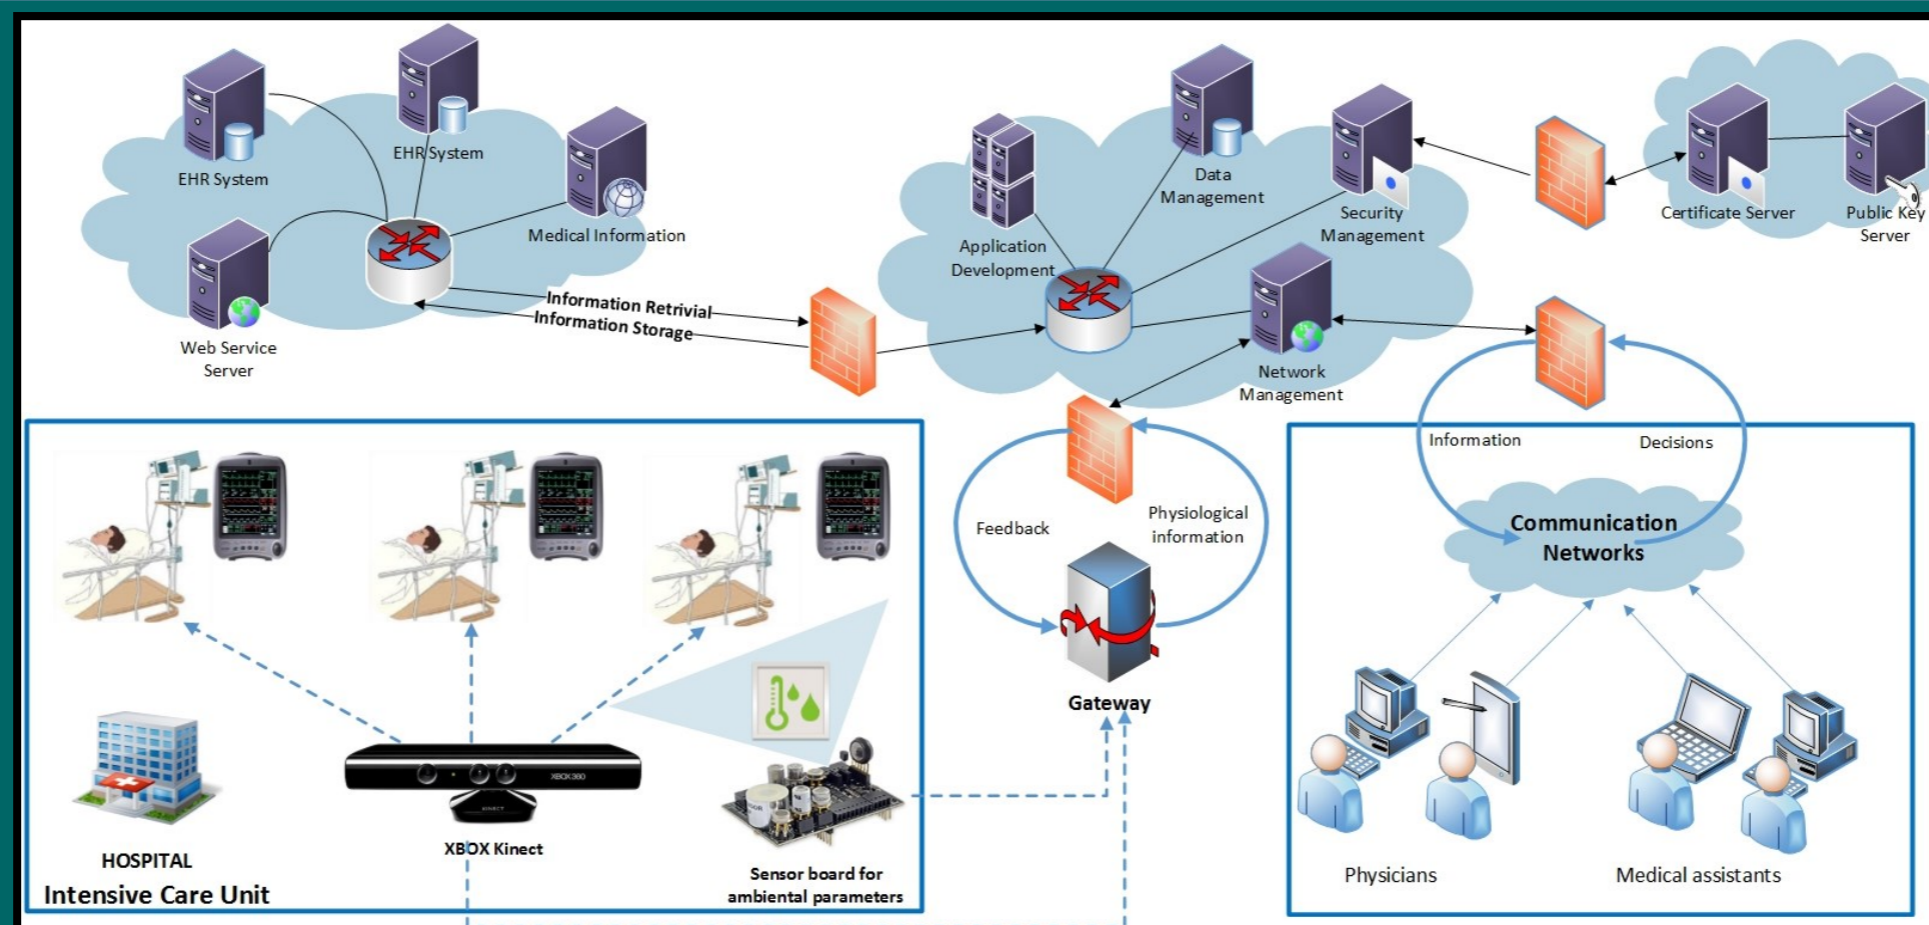 EHR System
EHR System
Medical Information
Web Service
Server
Information Retrivial
Information Storage
Application
Development
Data
Management
Security
Management
Network
Management
Certificate Server
Public Key
Server
Feedback
Physiological
information
Gateway
Information
Decisions
Communication
Networks
Physicians
Medical assistants
HOSPITAL
Intensive Care Unit
XBOX360
KINECT
XBOX Kinect
Sensor board for
ambiental parameters